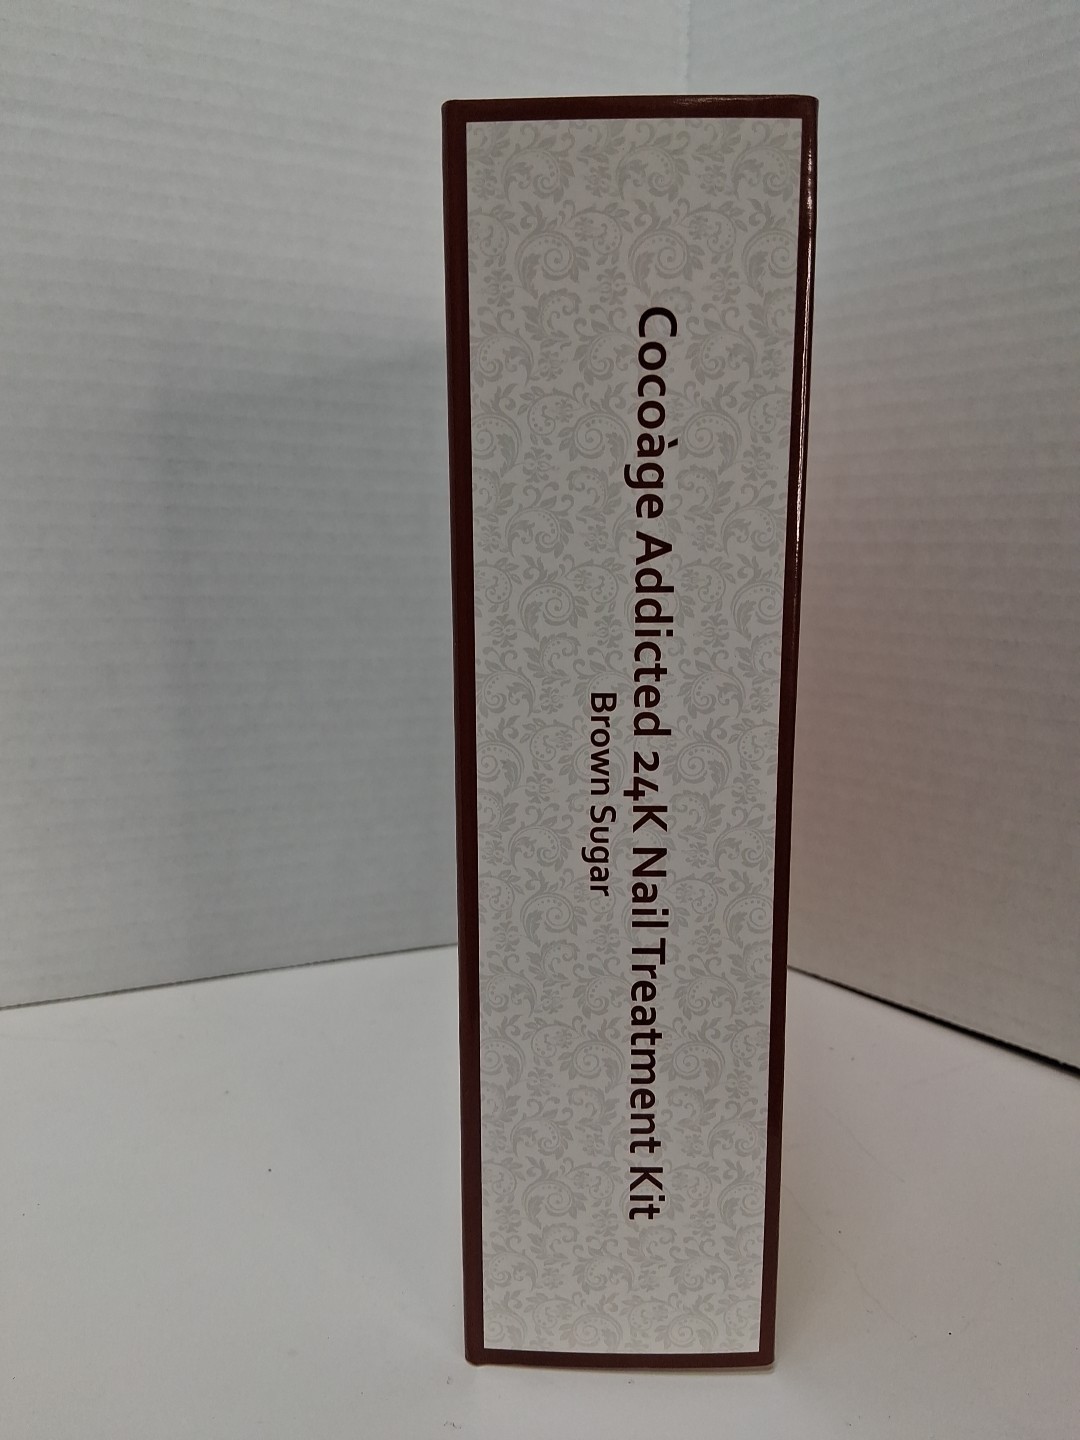 Cocoàge Addicted 24K Nail Treatment Kit
Brown Sugar